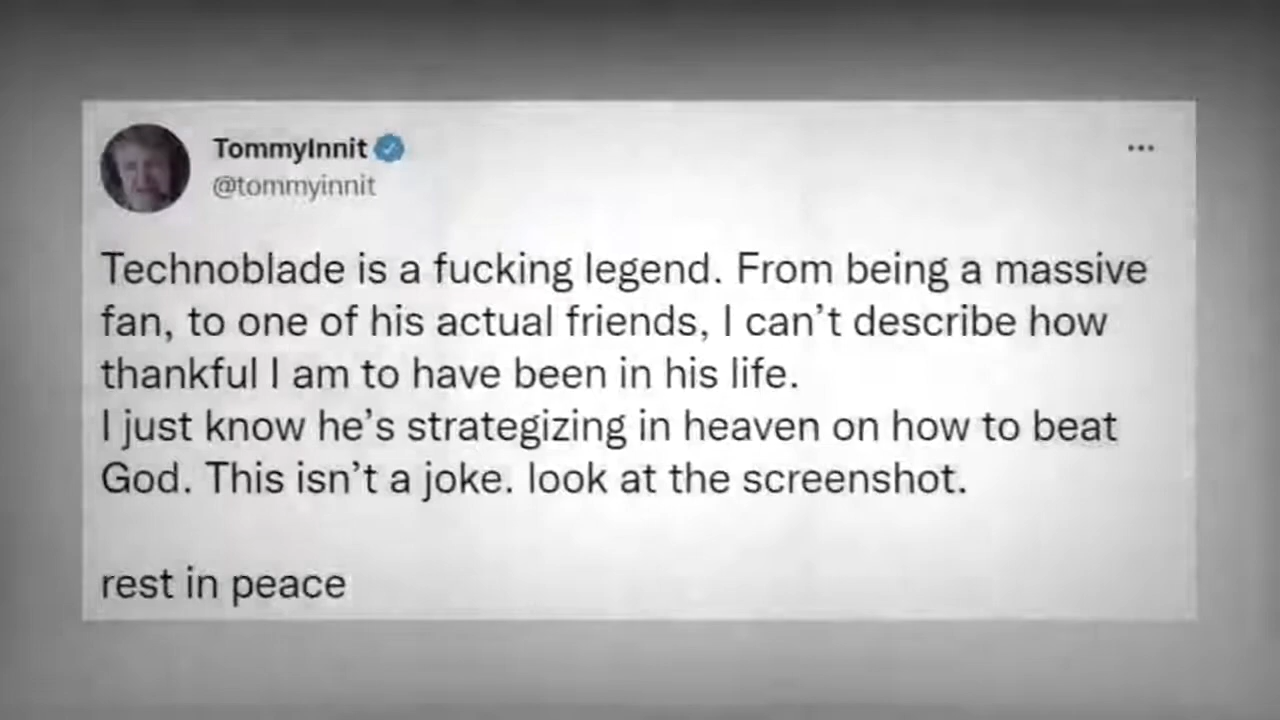 TommyInnit
@tommyinnit
Technoblade is a fucking legend. From being a massive
fan, to one of his actual friends, I can’t describe how
thankful I am to have been in his life.
I just know he’s strategizing in heaven on how to beat
God. This isn’t a joke. look at the screenshot.
rest in peace